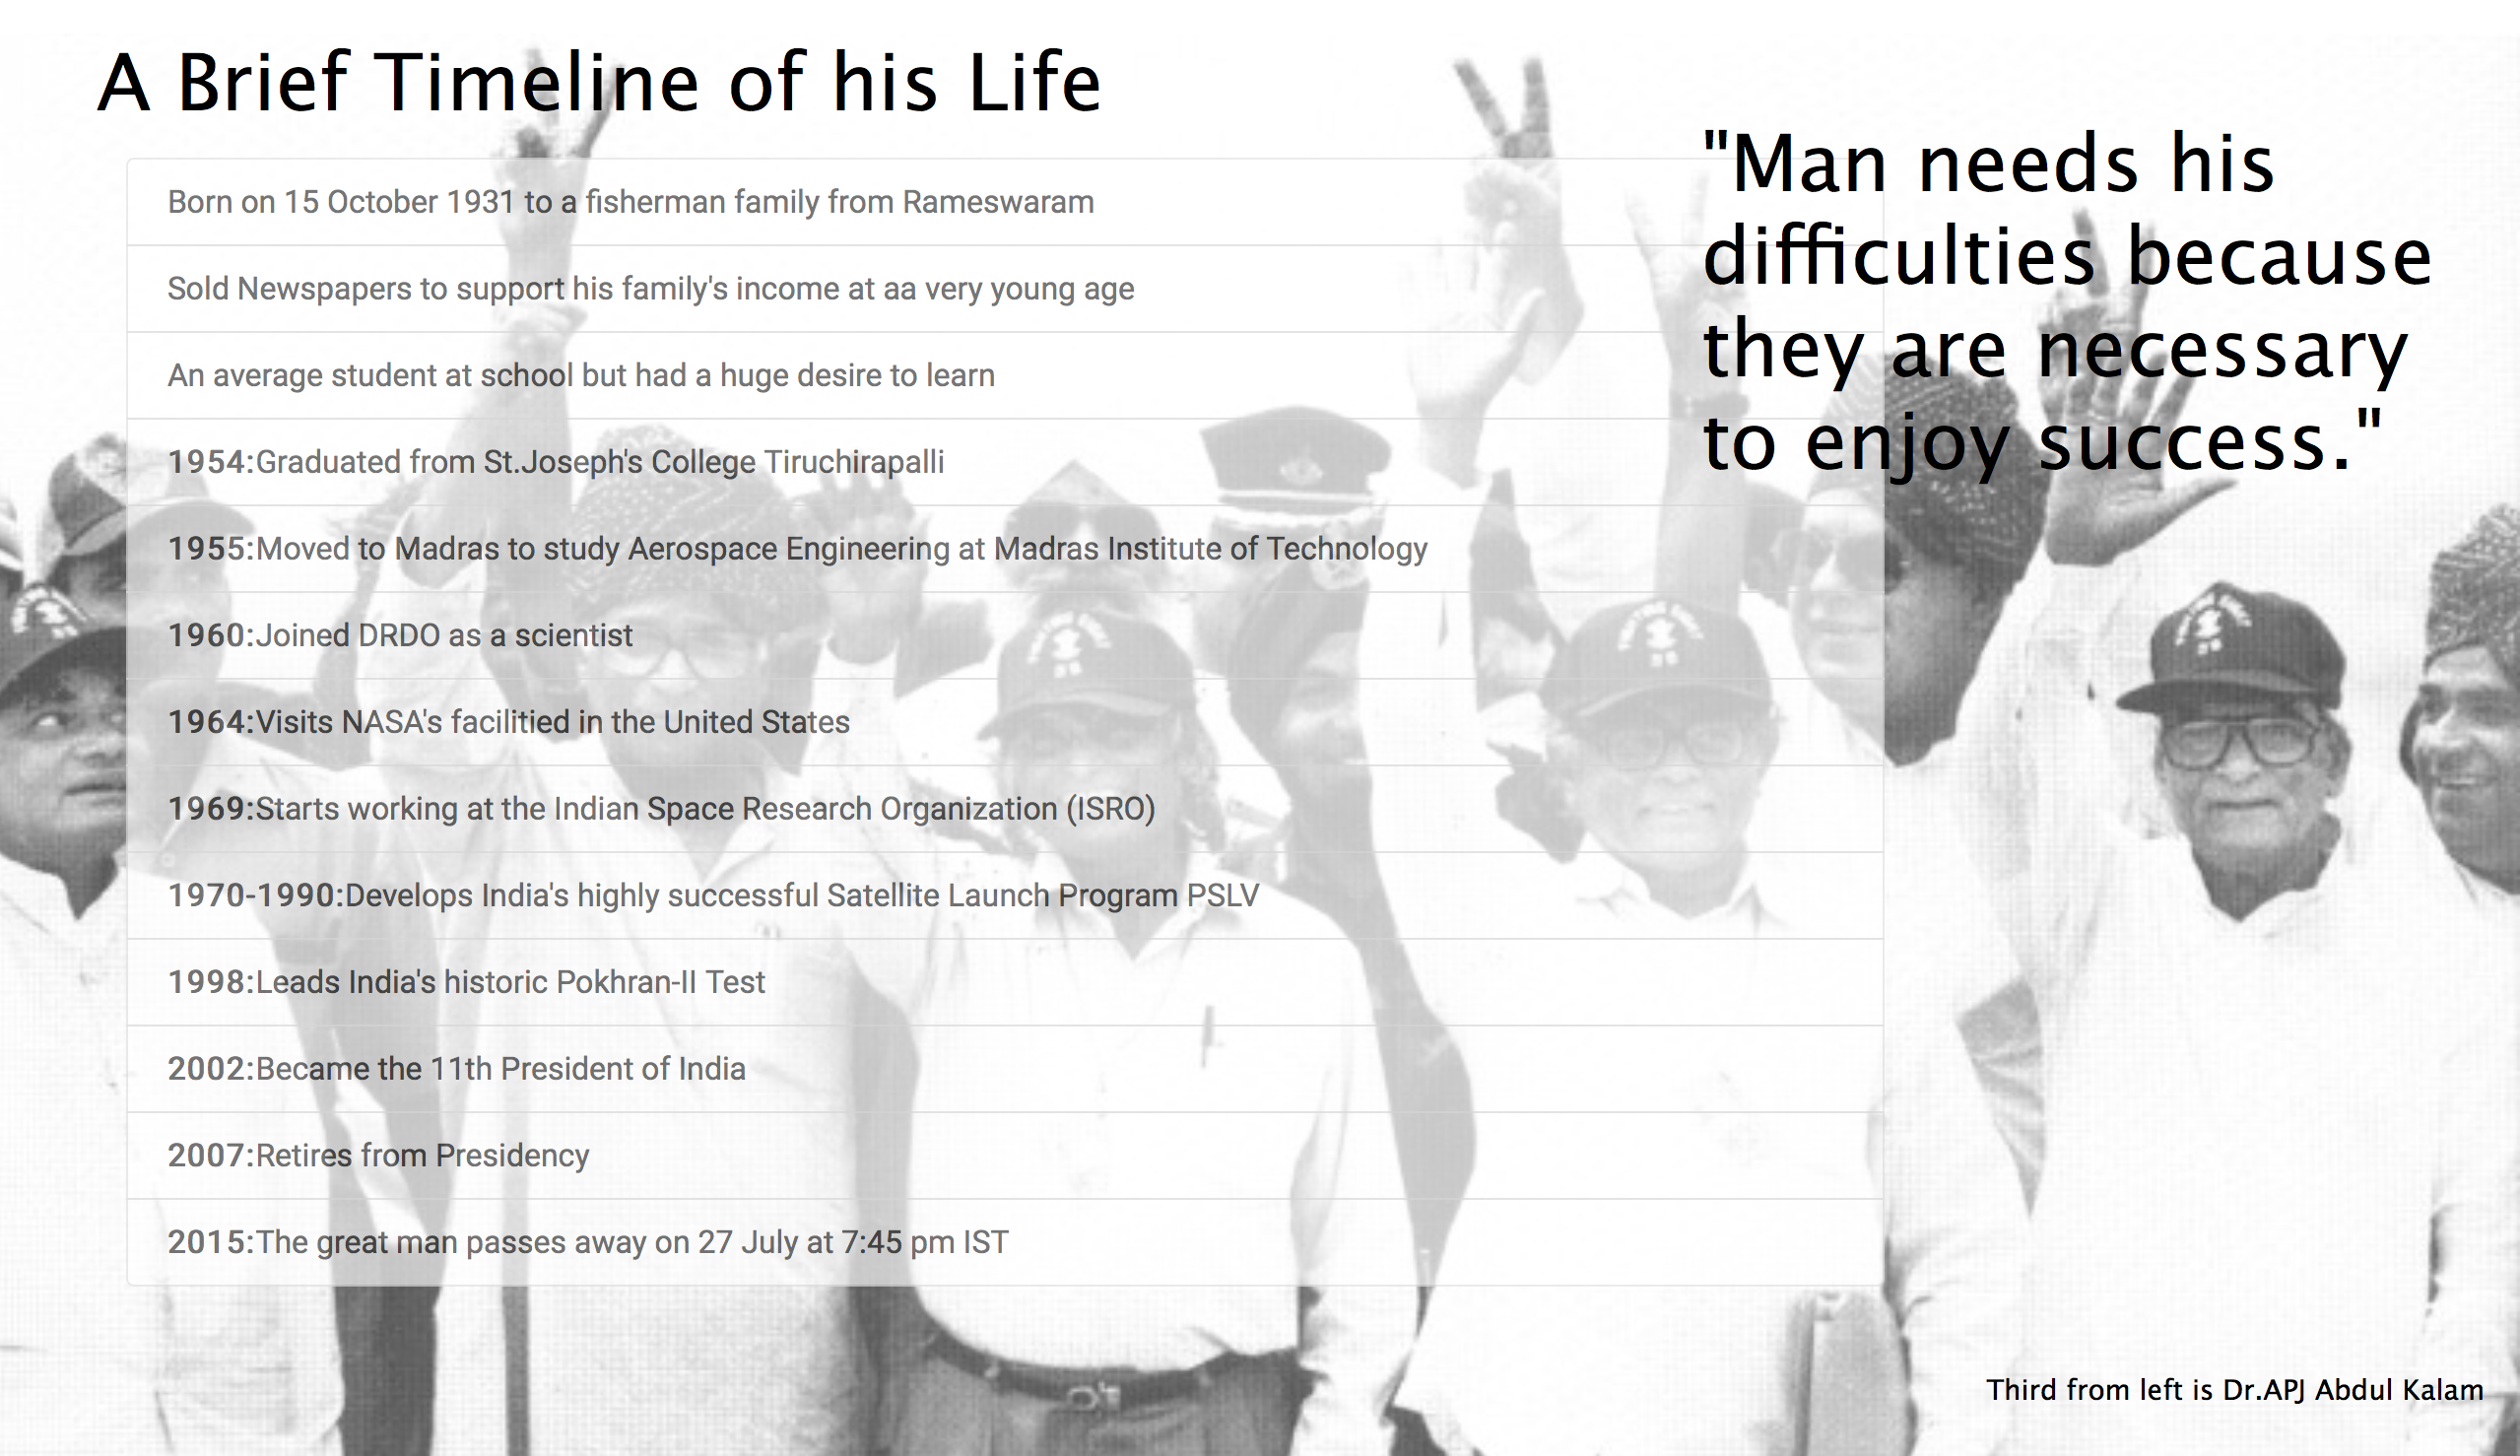 A Brief Timeline of his Life
Born on 15 October 1931 to a fisherman family from Rameswaram
Sold Newspapers to support his family's income at aa very young age
An average student at school but had a huge desire to learn
1954:Graduated from St.Joseph's College Tiruchirapalli
1955:Moved to Madras to study Aerospace Engineering at Madras Institute of Technology
1960:Joined DRDO as a scientist
1964:Visits NASA's facilitied in the United States
1969:Starts working at the Indian Space Research Organization (ISRO)
1970-1990:Develops India's highly successful Satellite Launch Program PSLV
1998:Leads India's historic Pokhran-II Test
2002:Became the 11th President of India
2007:Retires from Presidency
2015:The great man passes away on 27 July at 7:45 pm IST
"Man needs his
difficulties because
they are necessary
to enjoy success."
Third from left is Dr.APJ Abdul Kalam